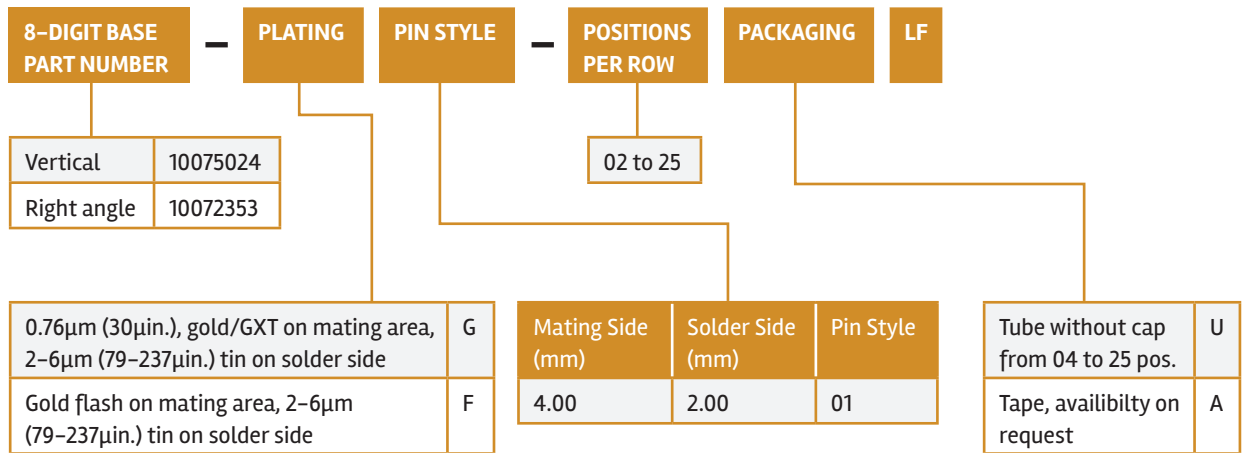 8–DIGIT BASE
PART NUMBER
–
PLATING
PIN STYLE
–
POSITIONS
PER ROW
PACKAGING
LF
Vertical 10075024
Right angle 10072353
02 to 25
0.76µm (30µin.), gold/GXT on mating area,
2–6µm (79–237µin.) tin on solder side
G
Gold flash on mating area, 2–6µm
(79–237µin.) tin on solder side
F
Mating Side
(mm)
Solder Side
(mm)
Pin Style
4.00 2.00 01
Tube without cap
from 04 to 25 pos.
U
Tape, availibilty on
request
A